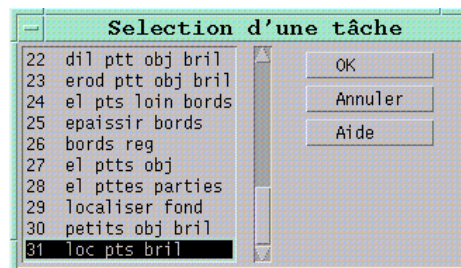 Selection d'une tâche
22 dil ptt obj bril
23 erod ptt obj bril
24 el pts loin bords
25 epaissir bords
26 bords reg
27 el ptts obj
28 el pttes parties
29 localiser fond
30 petits obj bril
31 loc pts bril
OK
Annuler
Aide